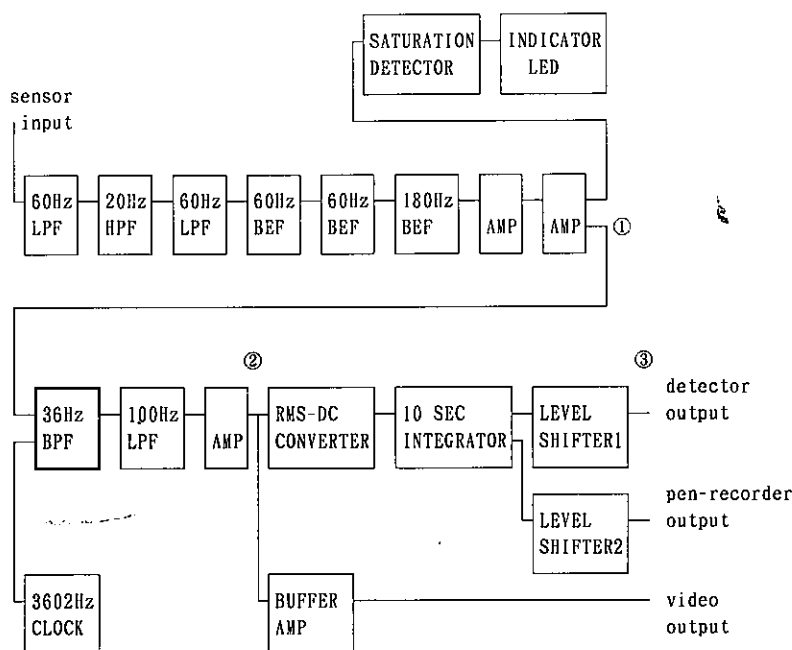 SATURATION
DETECTOR
INDICATOR
LED
sensor
input
60Hz
LPF
20Hz
HPF
60Hz
LPF
60Hz
BEF
60Hz
BEF
180Hz
BEF
AMP
AMP
①
②
③
36Hz
BPF
100Hz
LPF
AMP
RMS-DC
CONVERTER
10 SEC
INTEGRATOR
LEVEL
SHIFTER1
detector
output
LEVEL
SHIFTER2
pen-recorder
output
3602Hz
CLOCK
BUFFER
AMP
video
output